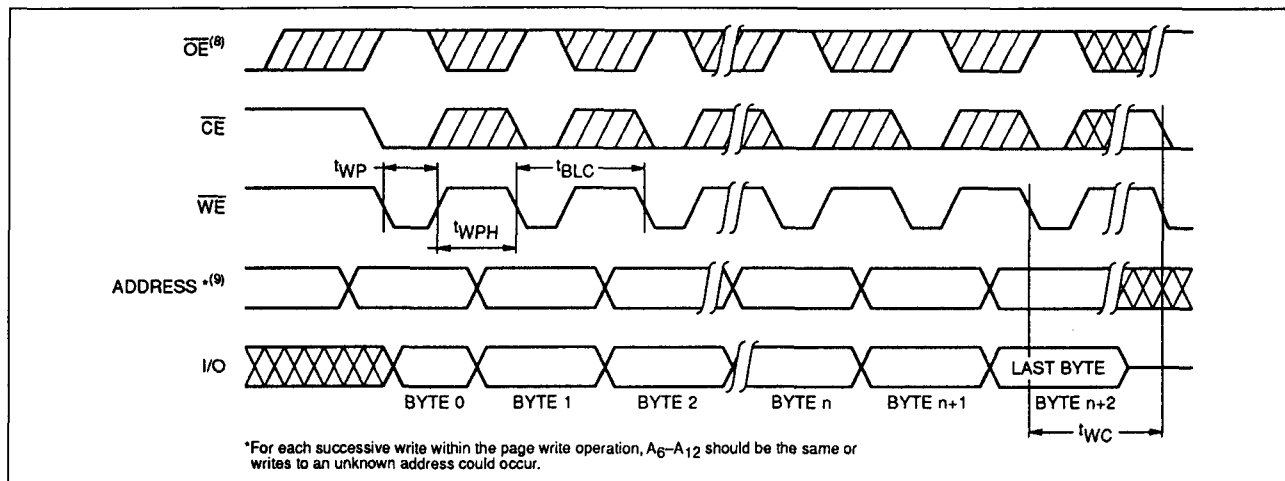 OE(8)
CE
tWP
tBLC
WE
tWPH
ADDRESS *(9)
I/O
LAST BYTE
BYTE 0 BYTE 1 BYTE 2 BYTE n BYTE n+1 BYTE n+2
tWC
*For each successive write within the page write operation, A6–A12 should be the same or
writes to an unknown address could occur.